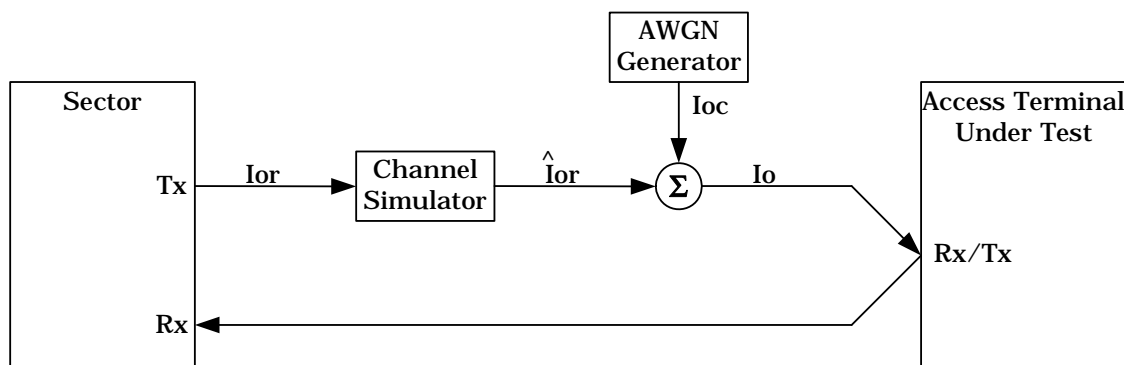 AWGN
Generator
Sector
Access Terminal
Under Test
Ioc
Tx
Ior
Channel
Simulator
^
Ior
Σ
Io
Rx/Tx
Rx